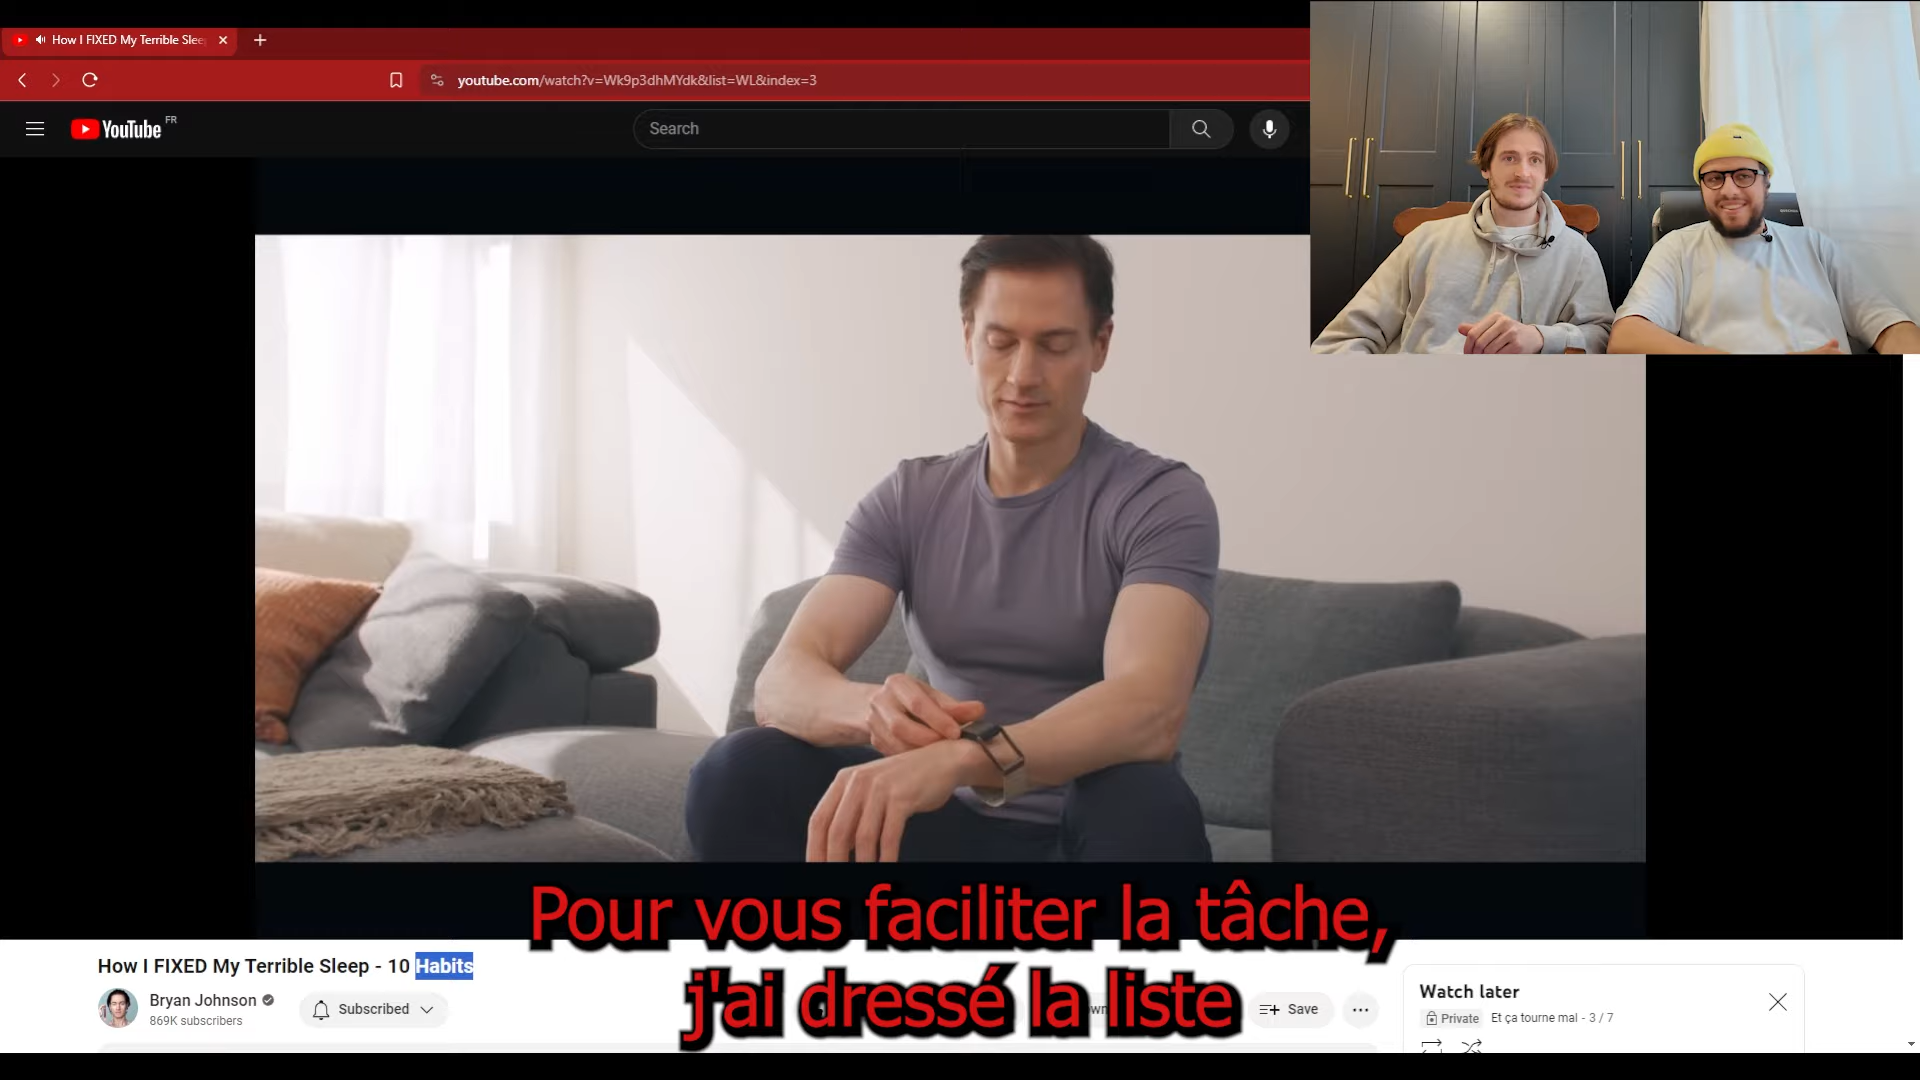 How I FIXED My Terrible Slee
youtube.com/watch?v=Wk9p3dhMYdk&list=WL&index=3
YouTube FR
Search
Pour vous faciliter la tâche,
j'ai dressé la liste
How I FIXED My Terrible Sleep - 10 Habits
Bryan Johnson
869K subscribers
Subscribed
Save
Watch later
Private Et ça tourne mal - 3 / 7